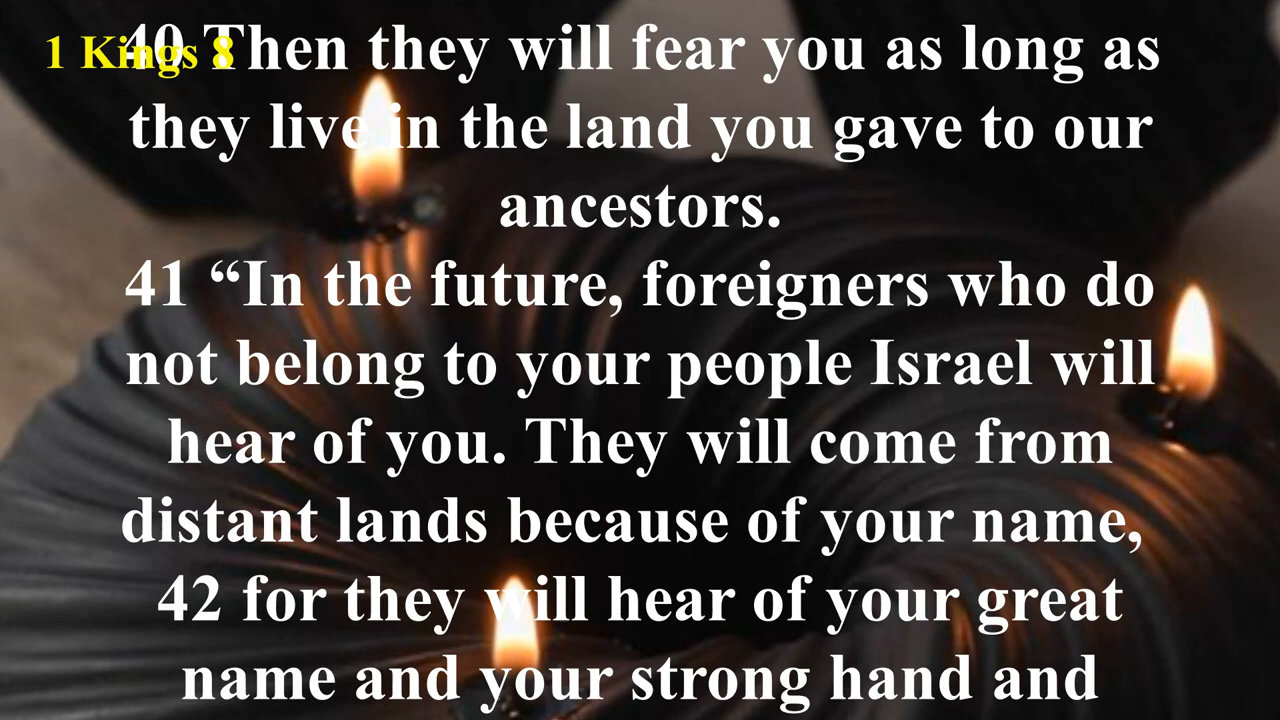 1 Kings 8
40 Then they will fear you as long as
they live in the land you gave to our
ancestors.
41 “In the future, foreigners who do
not belong to your people Israel will
hear of you. They will come from
distant lands because of your name,
42 for they will hear of your great
name and your strong hand and